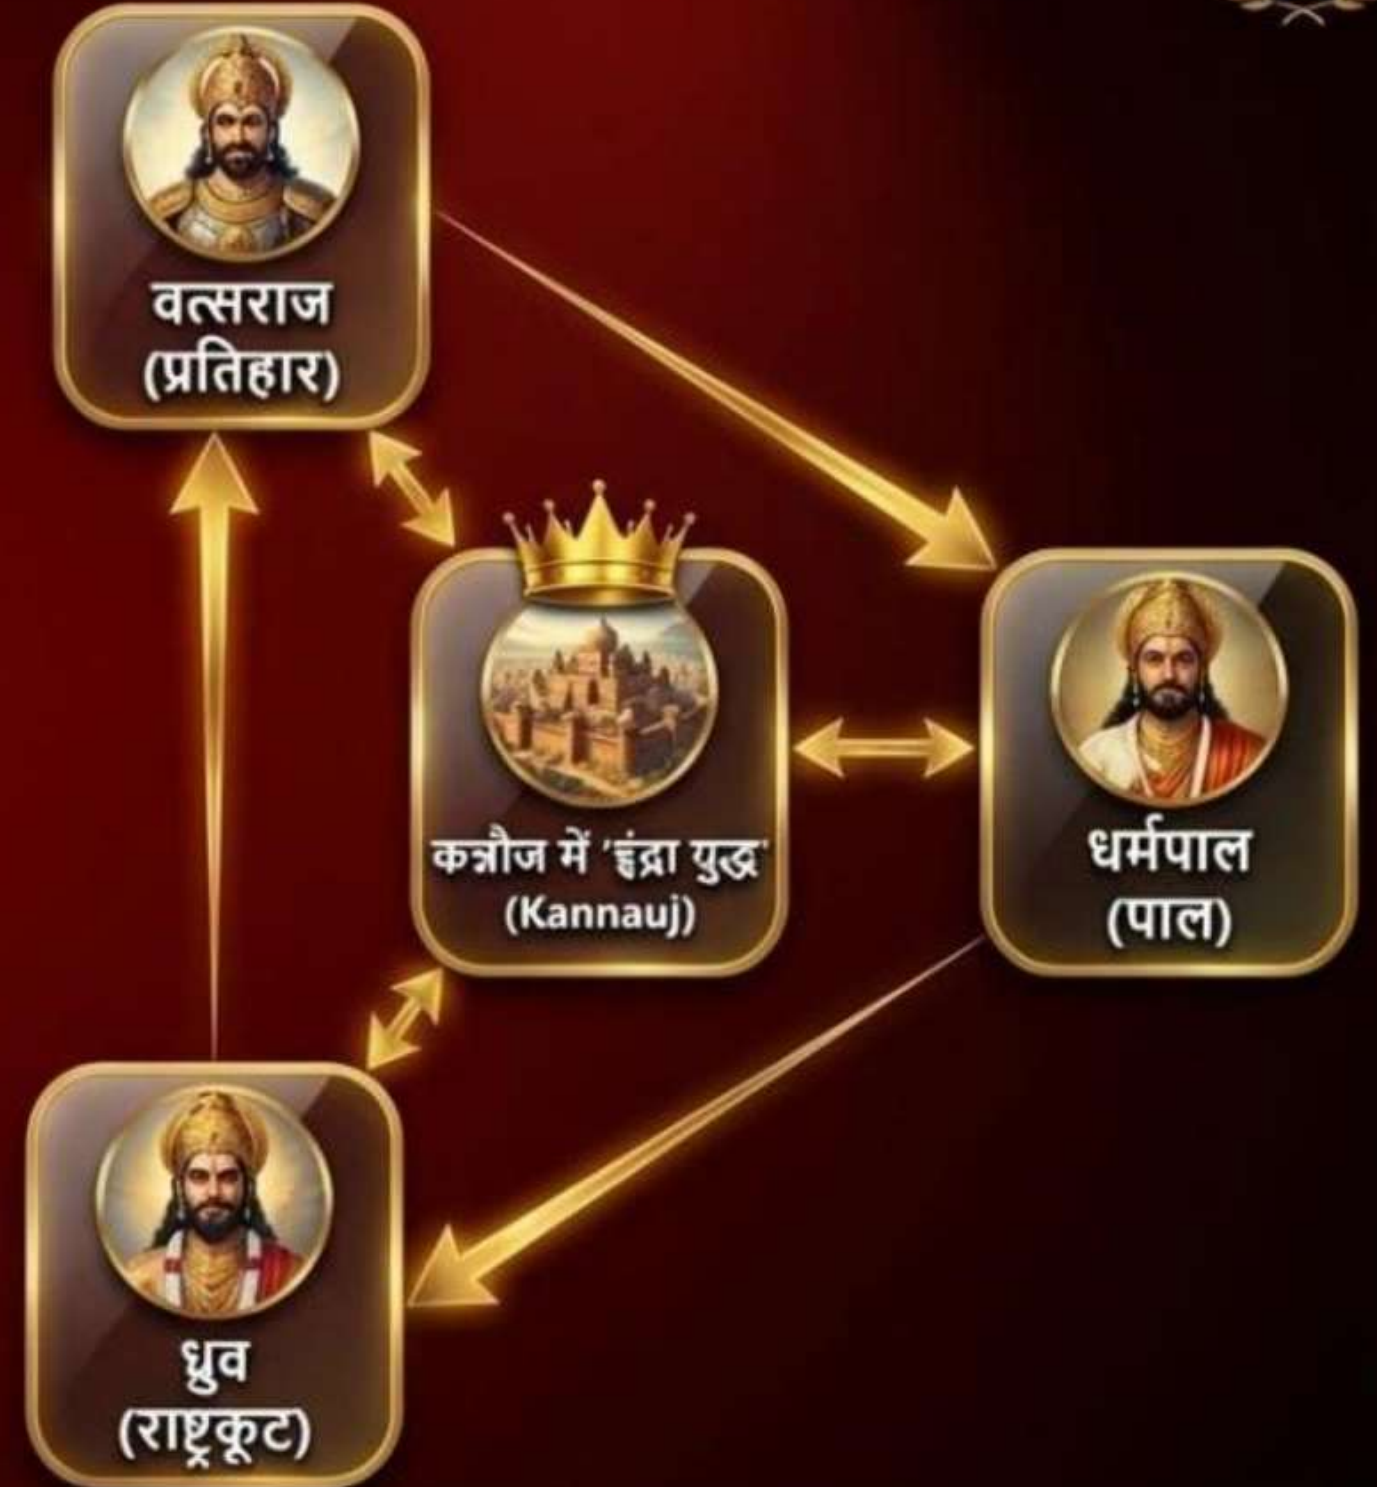 वत्सराज
(प्रतिहार)
कन्नौज में 'इंद्रा युद्ध'
(Kannauj)
धर्मपाल
(पाल)
ध्रुव
(राष्ट्रकूट)